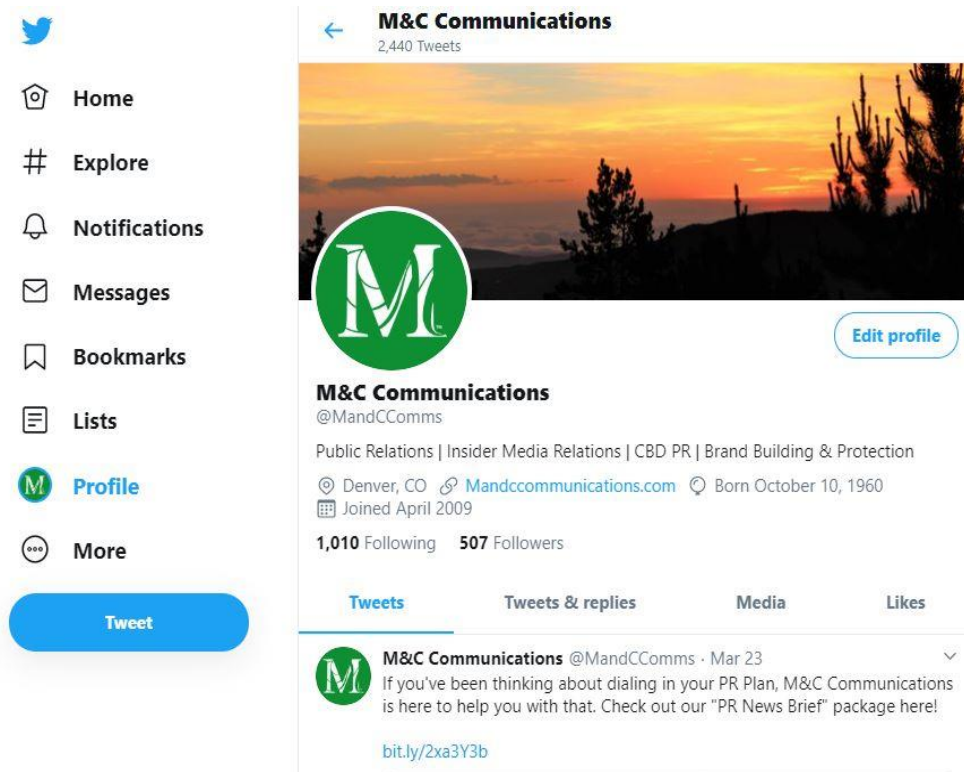 Home
Explore
Notifications
Messages
Bookmarks
Lists
M
Profile
More
Tweet
M&C Communications
2,440 Tweets
M
Edit profile
M&C Communications
@MandCComms
Public Relations | Insider Media Relations | CBD PR | Brand Building & Protection
Denver, CO Mandccommunications.com Born October 10, 1960
Joined April 2009
1,010 Following 507 Followers
Tweets Tweets & replies Media Likes
M
M&C Communications @MandCComms · Mar 23
If you've been thinking about dialing in your PR Plan, M&C Communications
is here to help you with that. Check out our "PR News Brief" package here!
bit.ly/2xa3Y3b